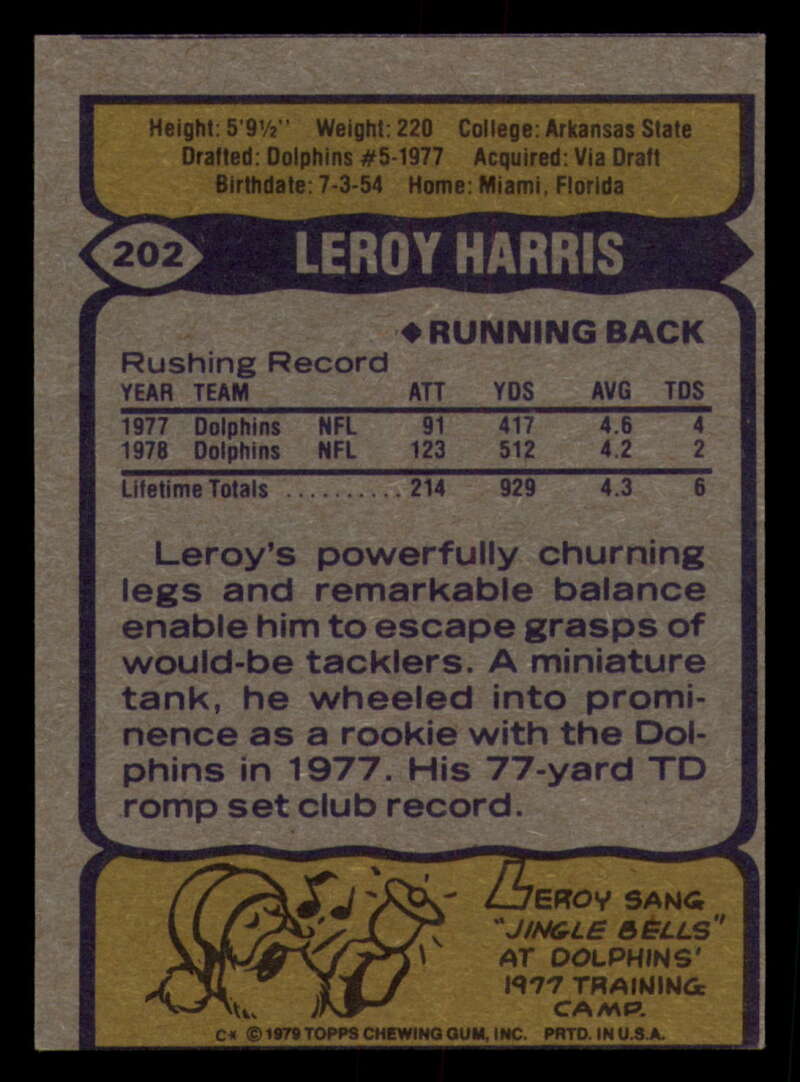 Height: 5'9½" Weight: 220 College: Arkansas State
Drafted: Dolphins #5-1977 Acquired: Via Draft
Birthdate: 7-3-54 Home: Miami, Florida
202 LEROY HARRIS
◆ RUNNING BACK
Rushing Record
YEAR TEAM ATT YDS AVG TDS
1977 Dolphins NFL 91 417 4.6 4
1978 Dolphins NFL 123 512 4.2 2
Lifetime Totals .......... 214 929 4.3 6
Leroy's powerfully churning
legs and remarkable balance
enable him to escape grasps of
would-be tacklers. A miniature
tank, he wheeled into promi-
nence as a rookie with the Dol-
phins in 1977. His 77-yard TD
romp set club record.
LEROY SANG
"JINGLE BELLS"
AT DOLPHINS'
1977 TRAINING
CAMP.
C* © 1979 TOPPS CHEWING GUM, INC. PRTD. IN U.S.A.